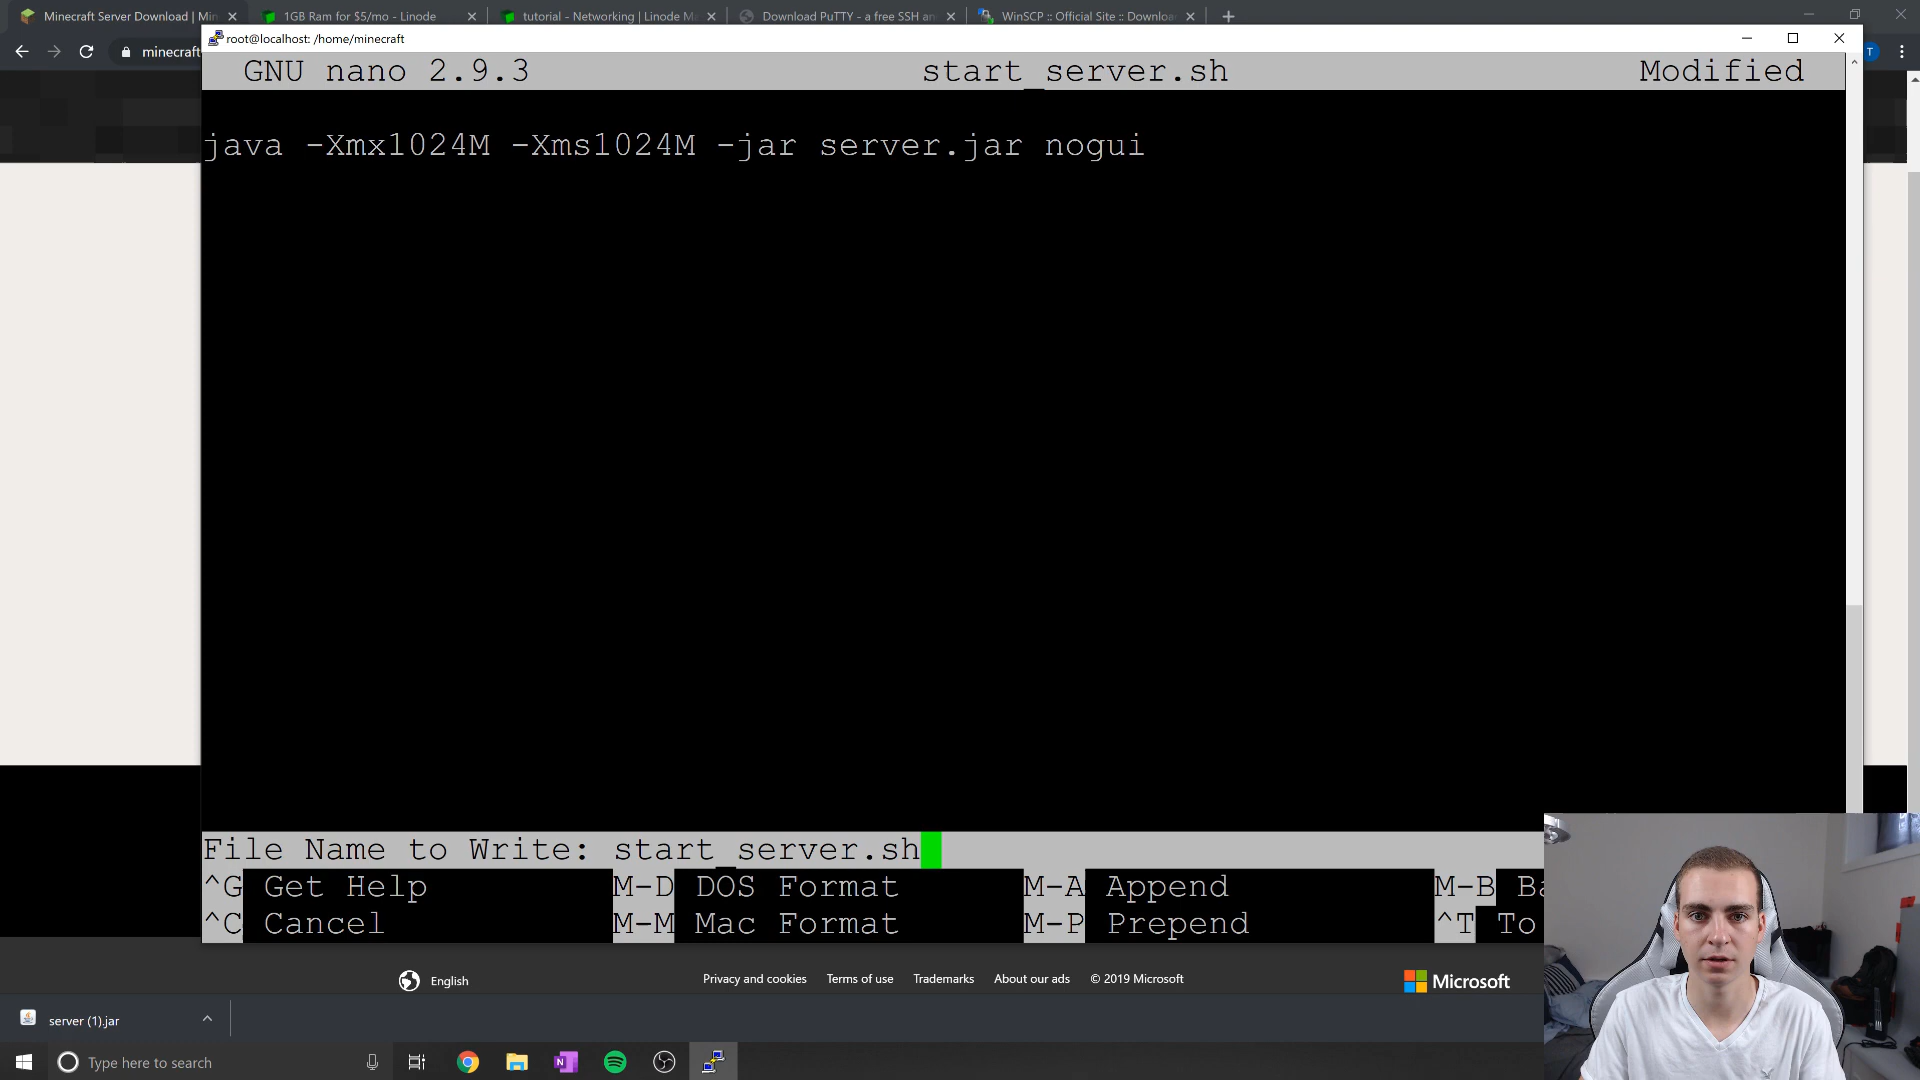 Minecraft Server Download | Min
1GB Ram for $5/mo - Linode
tutorial - Networking | Linode M
Download PuTTY - a free SSH an
WinSCP :: Official Site :: Downloa
minecraft
T
root@localhost: /home/minecraft
GNU nano 2.9.3 start_server.sh Modified
java -Xmx1024M -Xms1024M -jar server.jar nogui
File Name to Write: start_server.sh
^G Get Help M-D DOS Format M-A Append M-B Ba
^C Cancel M-M Mac Format M-P Prepend ^T To
English Privacy and cookies Terms of use Trademarks About our ads © 2019 Microsoft Microsoft
server (1).jar
Type here to search